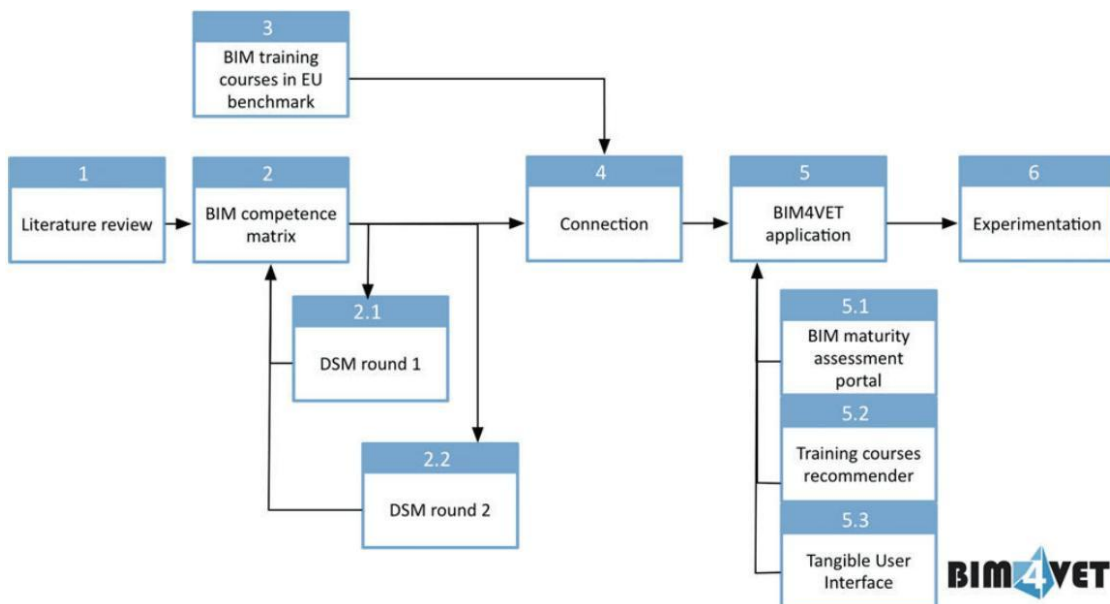 3
BIM training
courses in EU
benchmark
1
Literature review
2
BIM competence
matrix
4
Connection
5
BIM4VET
application
6
Experimentation
2.1
DSM round 1
2.2
DSM round 2
5.1
BIM maturity
assessment
portal
5.2
Training courses
recommender
5.3
Tangible User
Interface
BIM4VET